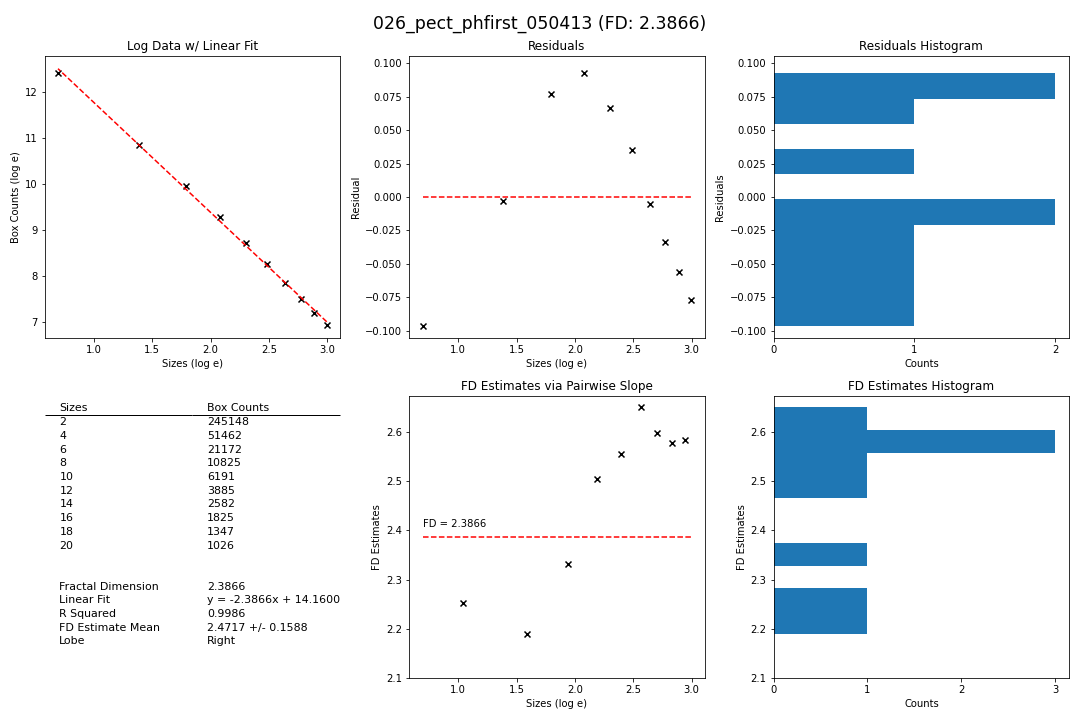 026_pect_phfirst_050413 (FD: 2.3866)
Log Data w/ Linear Fit
Box Counts (log e)
12
11
10
9
8
7
1.0 1.5 2.0 2.5 3.0
Sizes (log e)
Residuals
Residual
0.100
0.075
0.050
0.025
0.000
−0.025
−0.050
−0.075
−0.100
1.0 1.5 2.0 2.5 3.0
Sizes (log e)
Residuals Histogram
Residuals
0.100
0.075
0.050
0.025
0.000
−0.025
−0.050
−0.075
−0.100
0 1 2
Counts
Sizes Box Counts
2 245148
4 51462
6 21172
8 10825
10 6191
12 3885
14 2582
16 1825
18 1347
20 1026
Fractal Dimension 2.3866
Linear Fit y = -2.3866x + 14.1600
R Squared 0.9986
FD Estimate Mean 2.4717 +/- 0.1588
Lobe Right
FD Estimates via Pairwise Slope
FD Estimates
2.6
2.5
2.4
2.3
2.2
2.1
FD = 2.3866
1.0 1.5 2.0 2.5 3.0
Sizes (log e)
FD Estimates Histogram
FD Estimates
2.6
2.5
2.4
2.3
2.2
2.1
0 1 2 3
Counts